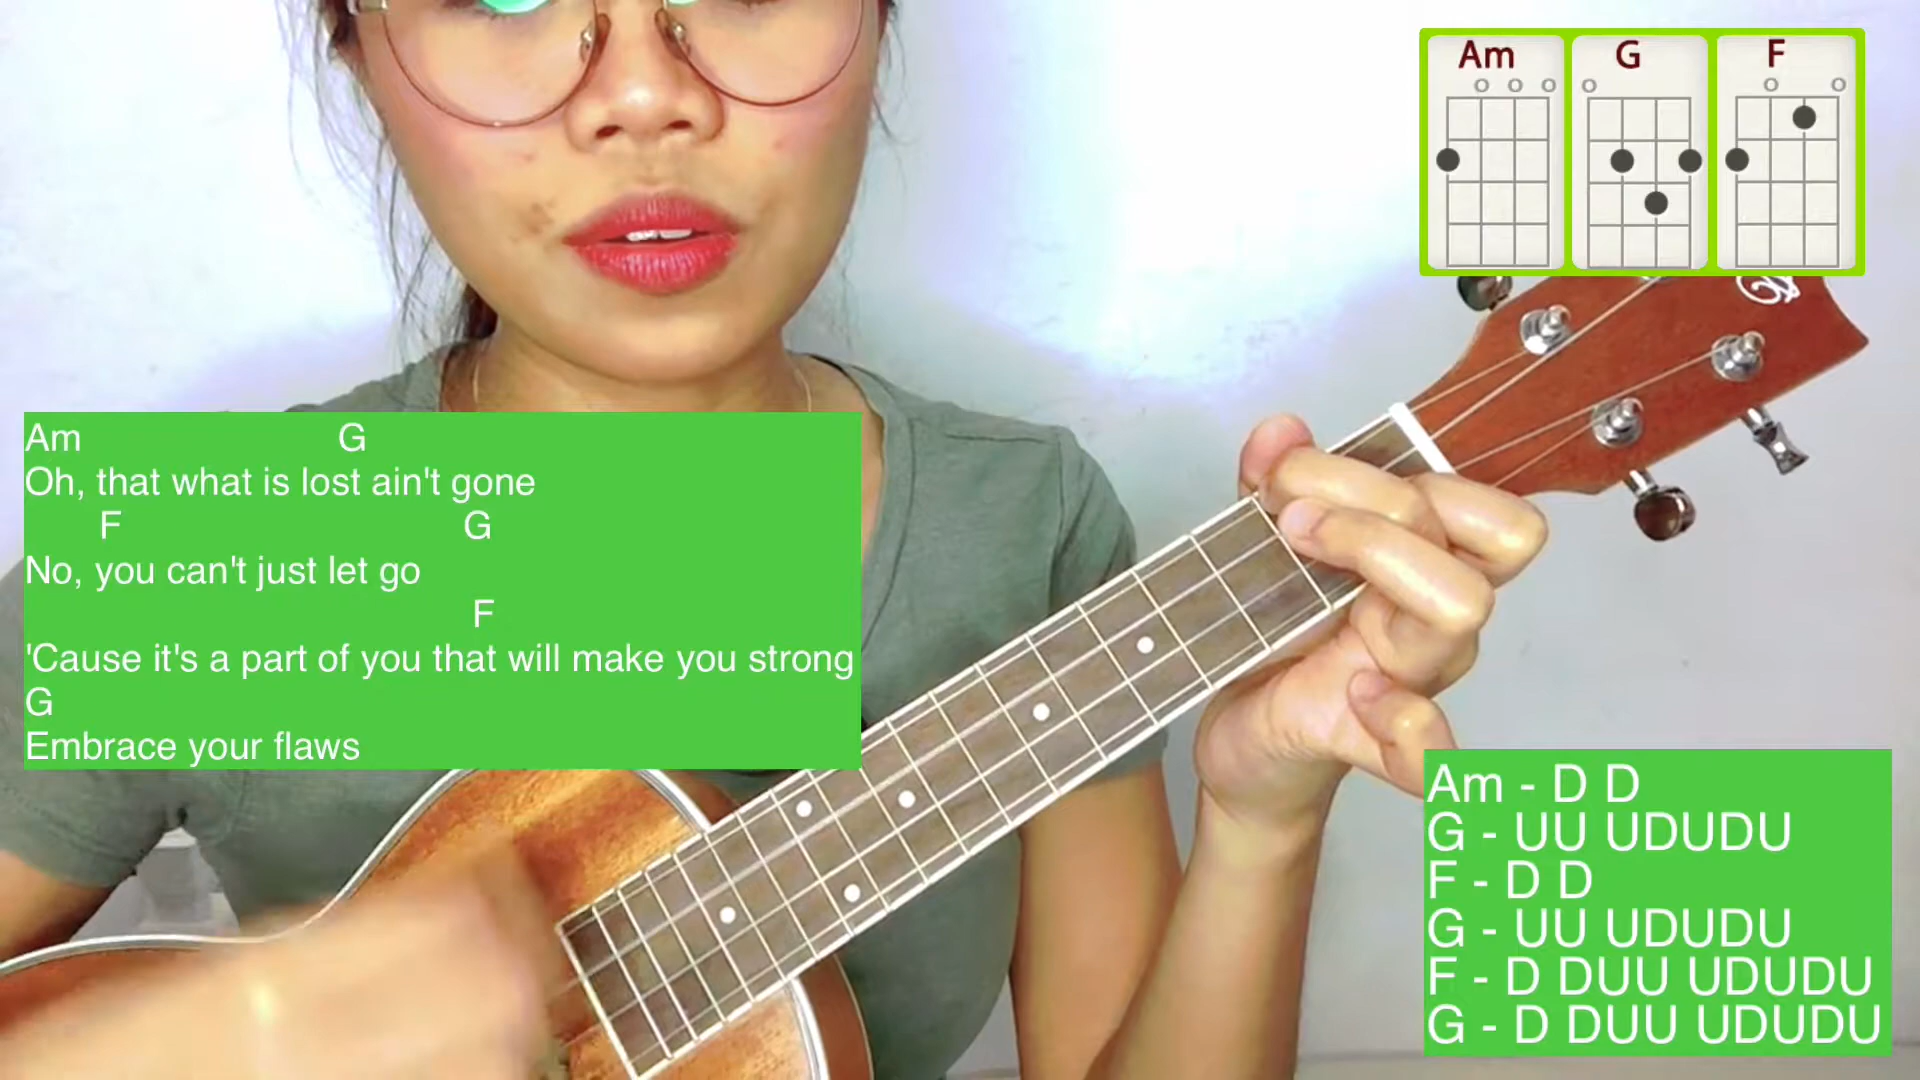 Am G F
Am G
Oh, that what is lost ain't gone
F G
No, you can't just let go
F
'Cause it's a part of you that will make you strong
G
Embrace your flaws
Am - D D
G - UU UDUDU
F - D D
G - UU UDUDU
F - D DUU UDUDU
G - D DUU UDUDU